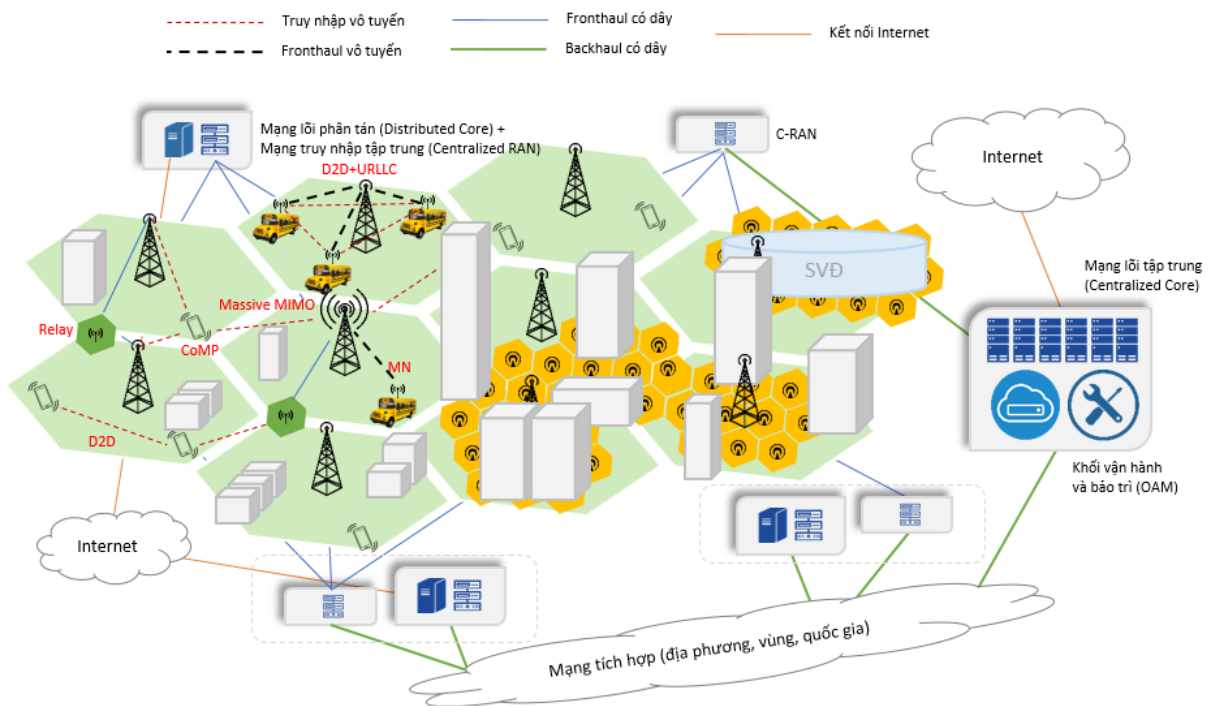 Truy nhập vô tuyến
Fronthaul có dây
Kết nối Internet
Fronthaul vô tuyến
Backhaul có dây
Mạng lõi phân tán (Distributed Core) +
Mạng truy nhập tập trung (Centralized RAN)
D2D+URLLC
C-RAN
Internet
SVĐ
Mạng lõi tập trung
(Centralized Core)
Massive MIMO
Relay
CoMP
MN
D2D
Khối vận hành
và bảo trì (OAM)
Internet
Mạng tích hợp (địa phương, vùng, quốc gia)